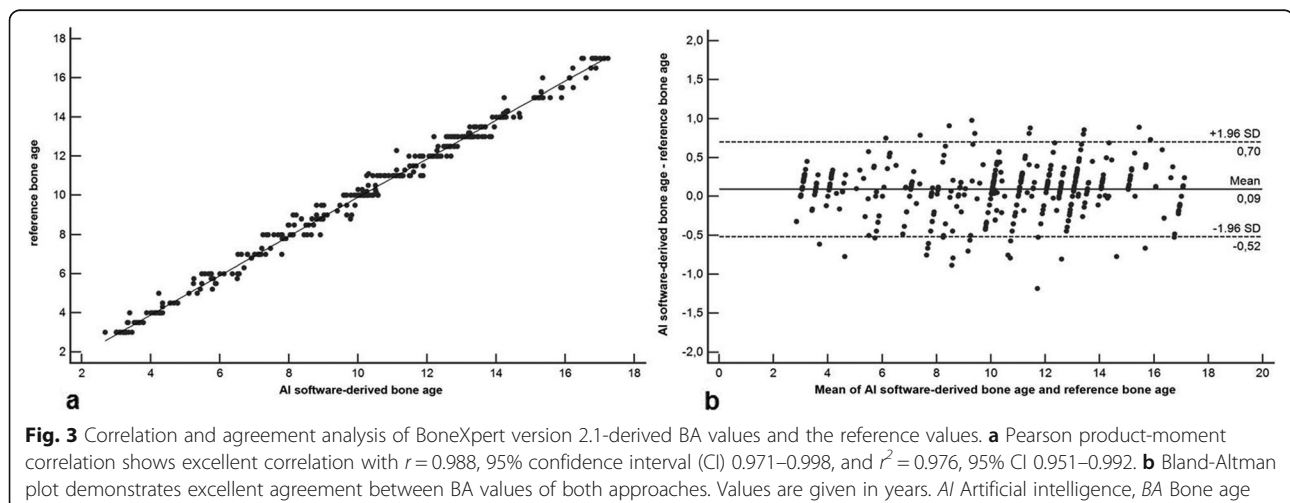 18
16
14
12
10
8
6
4
2
reference bone age
2 4 6 8 10 12 14 16 18
AI software-derived bone age
a
2,0
1,5
1,0
0,5
0,0
-0,5
-1,0
-1,5
-2,0
AI software-derived bone age - reference bone age
+1.96 SD
0,70
Mean
0,09
-1.96 SD
-0,52
0 2 4 6 8 10 12 14 16 18 20
Mean of AI software-derived bone age and reference bone age
b
Fig. 3 Correlation and agreement analysis of BoneXpert version 2.1-derived BA values and the reference values. a Pearson product-moment
correlation shows excellent correlation with r = 0.988, 95% confidence interval (CI) 0.971–0.998, and r² = 0.976, 95% CI 0.951–0.992. b Bland-Altman
plot demonstrates excellent agreement between BA values of both approaches. Values are given in years. AI Artificial intelligence, BA Bone age